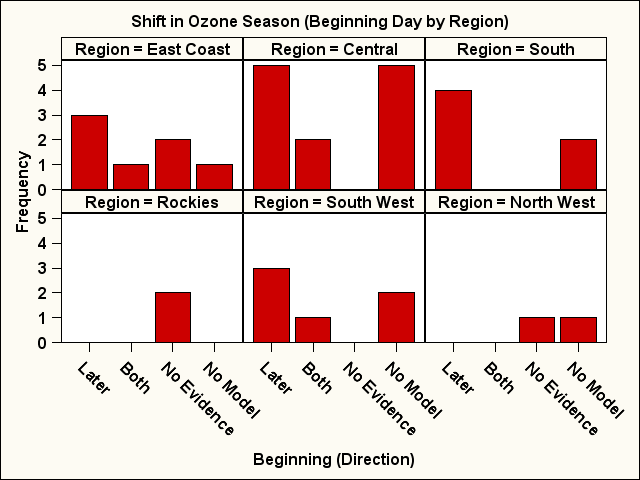 Shift in Ozone Season (Beginning Day by Region)
Region = East Coast
Region = Central
Region = South
5
4
3
2
1
0
Frequency
Region = Rockies
Region = South West
Region = North West
5
4
3
2
1
0
Later
Both
No Evidence
No Model
Later
Both
No Evidence
No Model
Later
Both
No Evidence
No Model
Beginning (Direction)